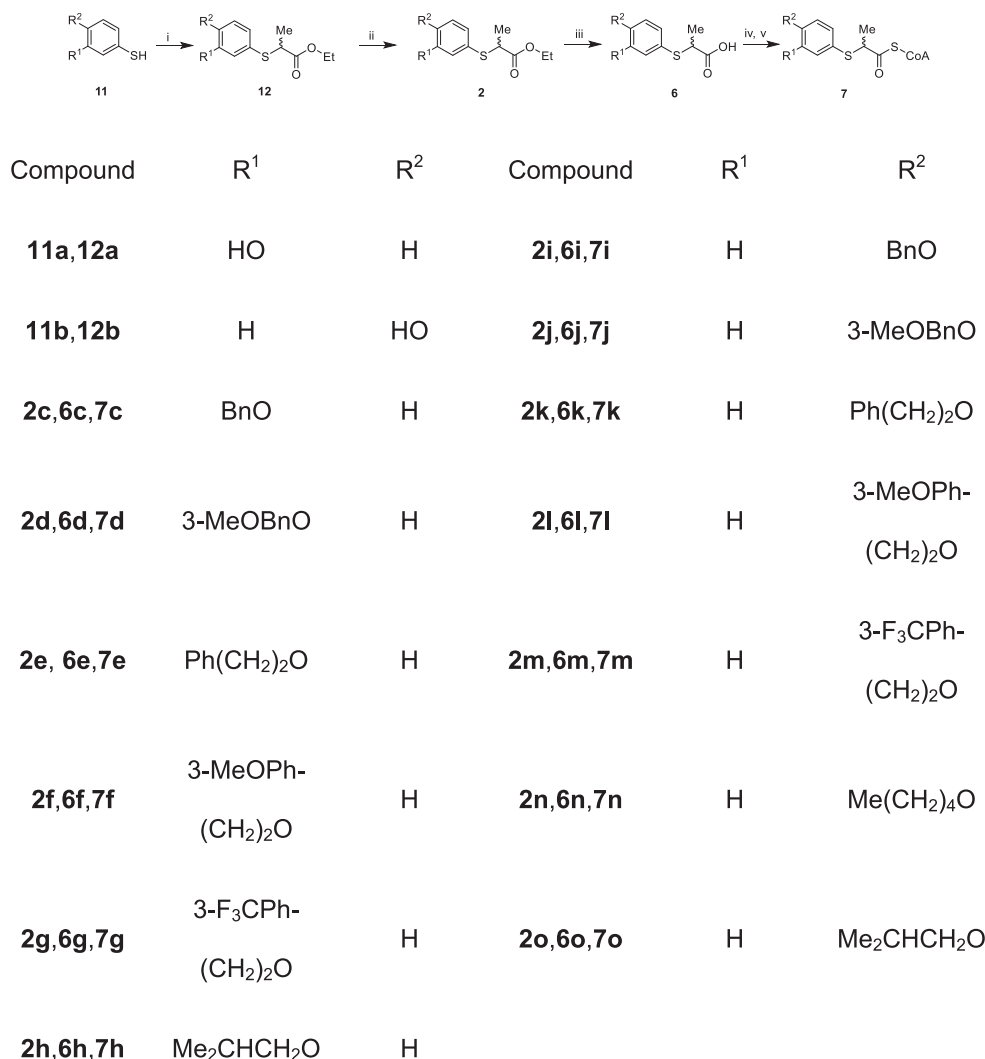 R2 R2 R2 R2 R2
Me Me Me Me
R1 SH i R1 S O Et ii R1 S O Et iii R1 S OH iv, v R1 S S CoA
O O O O
11 12 2 6 7
Compound R1 R2 Compound R1 R2
11a,12a HO H 2i,6i,7i H BnO
11b,12b H HO 2j,6j,7j H 3-MeOBnO
2c,6c,7c BnO H 2k,6k,7k H Ph(CH2)2O
3-MeOPh-
2d,6d,7d 3-MeOBnO H 2l,6l,7l H
(CH2)2O
3-F3CPh-
2e, 6e,7e Ph(CH2)2O H 2m,6m,7m H
(CH2)2O
3-MeOPh-
2f,6f,7f H 2n,6n,7n H Me(CH2)4O
(CH2)2O
3-F3CPh-
2g,6g,7g H 2o,6o,7o H Me2CHCH2O
(CH2)2O
2h,6h,7h Me2CHCH2O H